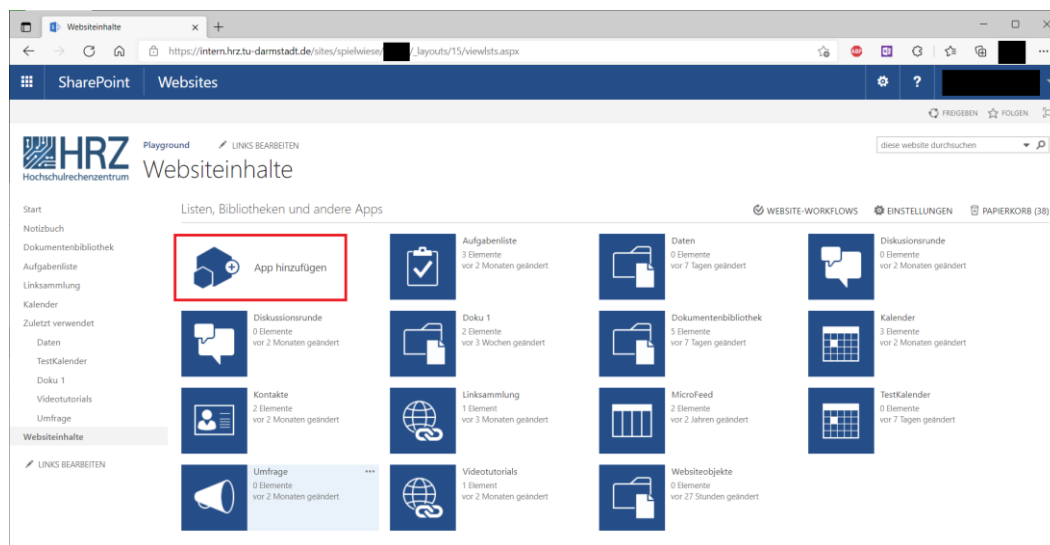 Websiteinhalte
https://intern.hrz.tu-darmstadt.de/sites/spielwiese/ /_layouts/15/viewlsts.aspx
SharePoint Websites
?
FREIGEBEN FOLGEN
HRZ
Hochschulrechenzentrum
Playground LINKS BEARBEITEN
diese website durchsuchen
Websiteinhalte
Start
Notizbuch
Dokumentenbibliothek
Aufgabenliste
Linksammlung
Kalender
Zuletzt verwendet
Daten
TestKalender
Doku 1
Videotutorials
Umfrage
Websiteinhalte
LINKS BEARBEITEN
Listen, Bibliotheken und andere Apps
WEBSITE-WORKFLOWS EINSTELLUNGEN PAPIERKORB (38)
App hinzufügen
Aufgabenliste
3 Elemente
vor 2 Monaten geändert
Daten
0 Elemente
vor 7 Tagen geändert
Diskusionsrunde
0 Elemente
vor 2 Monaten geändert
Diskussionsrunde
0 Elemente
vor 2 Monaten geändert
Doku 1
2 Elemente
vor 3 Wochen geändert
Dokumentenbibliothek
5 Elemente
vor 7 Tagen geändert
Kalender
3 Elemente
vor 2 Monaten geändert
Kontakte
2 Elemente
vor 2 Monaten geändert
Linksammlung
1 Element
vor 3 Monaten geändert
MicroFeed
2 Elemente
vor 2 Jahren geändert
TestKalender
0 Elemente
vor 7 Tagen geändert
Umfrage
0 Elemente
vor 2 Monaten geändert
Videotutorials
1 Element
vor 2 Monaten geändert
Websiteobjekte
0 Elemente
vor 27 Stunden geändert